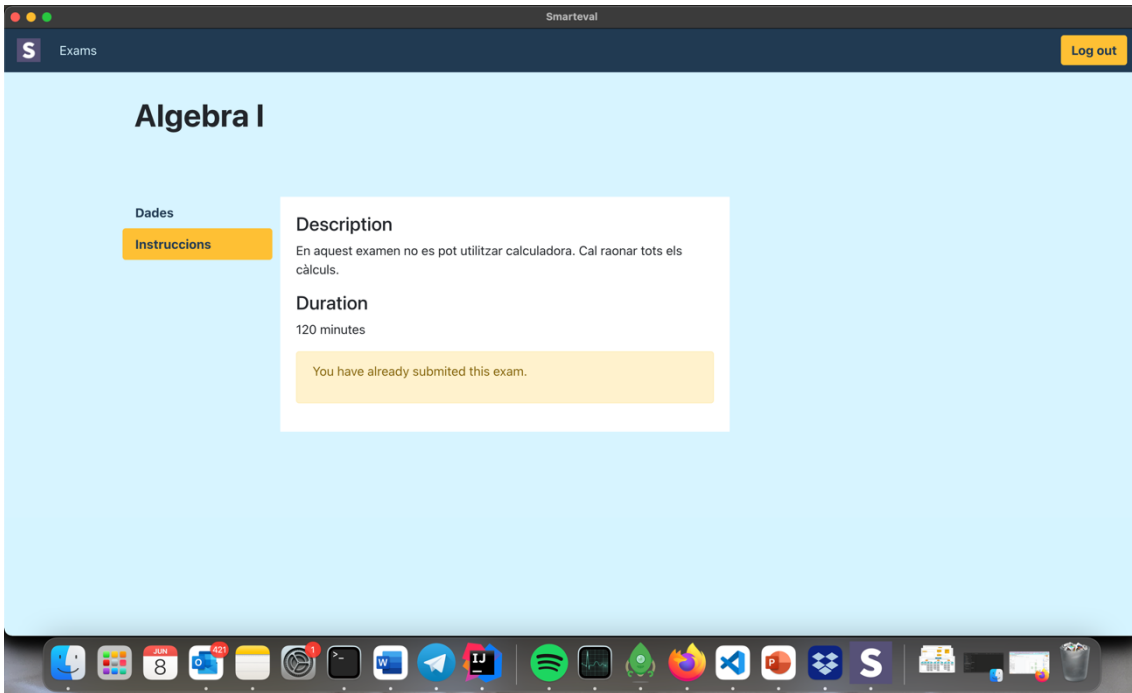 Smarteval
S Exams Log out
Algebra I
Dades
Instruccions
Description
En aquest examen no es pot utilitzar calculadora. Cal raonar tots els
càlculs.
Duration
120 minutes
You have already submited this exam.
JUN
8
421
1
S